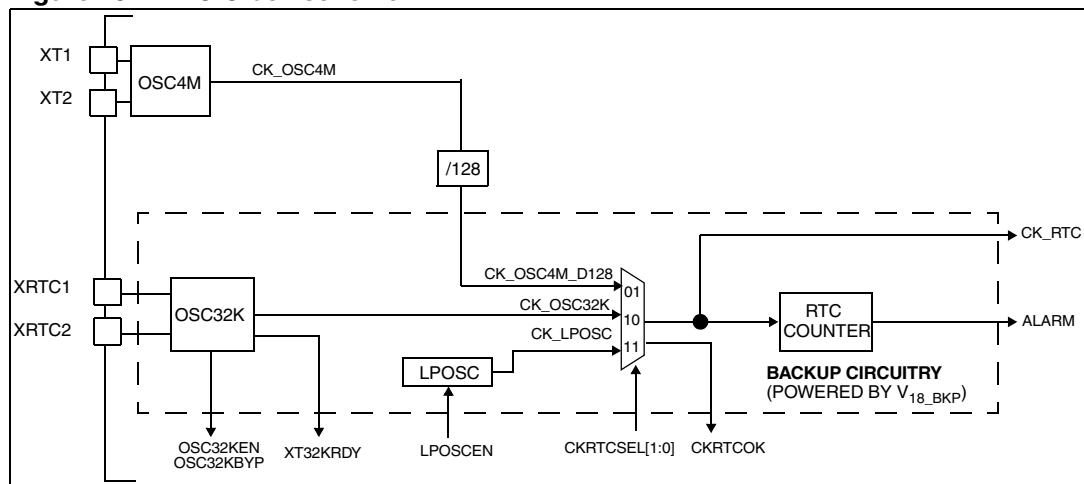 XT1
XT2
OSC4M
CK_OSC4M
/128
CK_RTC
XRTC1
XRTC2
OSC32K
CK_OSC4M_D128
CK_OSC32K
CK_LPOSC
01
10
11
LPOSC
RTC
COUNTER
ALARM
BACKUP CIRCUITRY
(POWERED BY V18_BKP)
OSC32KEN
OSC32KBYP
XT32KRDY
LPOSCEN
CKRTCSEL[1:0]
CKRTCOK